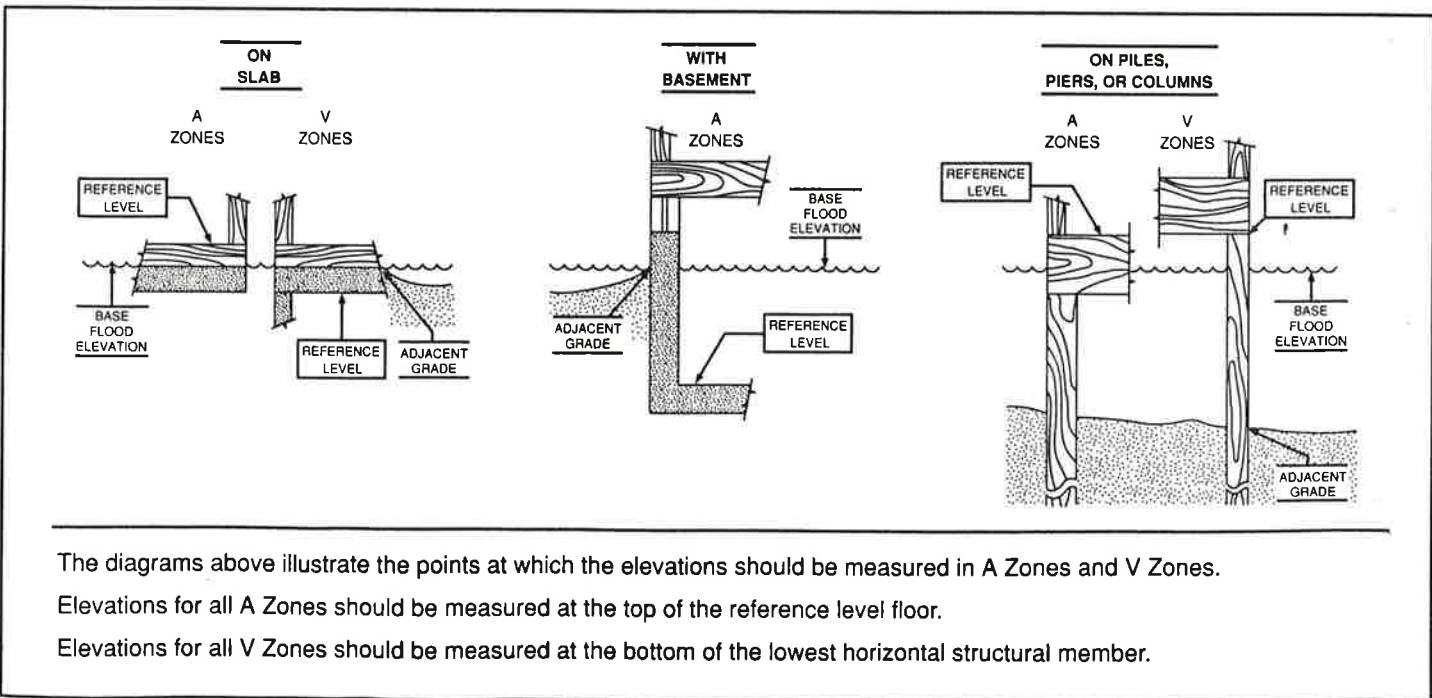 ON
SLAB
A
ZONES
V
ZONES
REFERENCE
LEVEL
BASE
FLOOD
ELEVATION
REFERENCE
LEVEL
ADJACENT
GRADE
WITH
BASEMENT
A
ZONES
BASE
FLOOD
ELEVATION
ADJACENT
GRADE
REFERENCE
LEVEL
ON PILES,
PIERS, OR COLUMNS
A
ZONES
V
ZONES
REFERENCE
LEVEL
REFERENCE
LEVEL
BASE
FLOOD
ELEVATION
ADJACENT
GRADE
The diagrams above illustrate the points at which the elevations should be measured in A Zones and V Zones.
Elevations for all A Zones should be measured at the top of the reference level floor.
Elevations for all V Zones should be measured at the bottom of the lowest horizontal structural member.